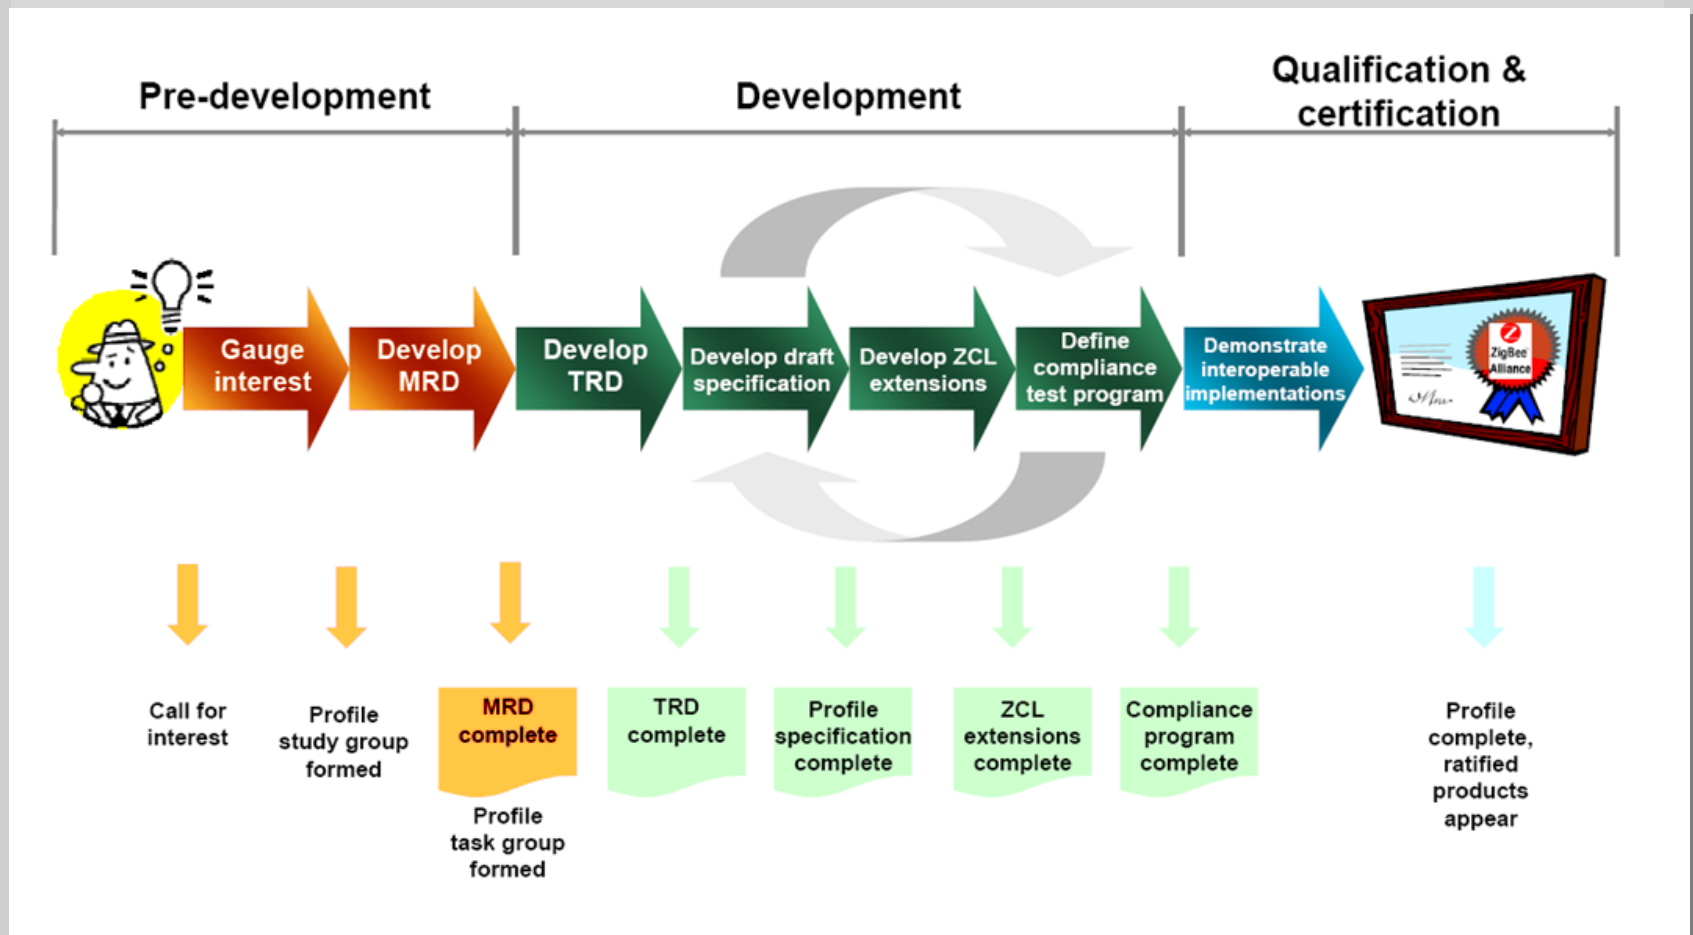 Pre-development
Development
Qualification &
certification
Gauge
interest
Develop
MRD
Develop
TRD
Develop draft
specification
Develop ZCL
extensions
Define
compliance
test program
Demonstrate
interoperable
implementations
ZigBee
Alliance
Call for
interest
Profile
study group
formed
MRD
complete
Profile
task group
formed
TRD
complete
Profile
specification
complete
ZCL
extensions
complete
Compliance
program
complete
Profile
complete,
ratified
products
appear